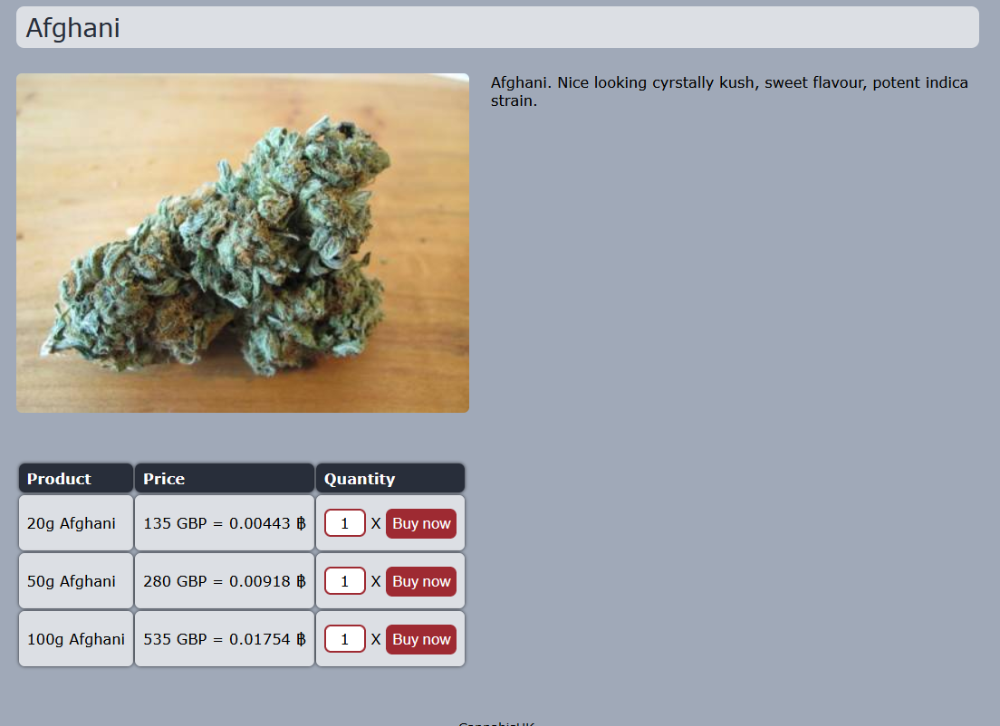 Afghani
Afghani. Nice looking cyrstally kush, sweet flavour, potent indica
strain.
Product Price Quantity
20g Afghani 135 GBP = 0.00443 ฿ 1 X Buy now
50g Afghani 280 GBP = 0.00918 ฿ 1 X Buy now
100g Afghani 535 GBP = 0.01754 ฿ 1 X Buy now